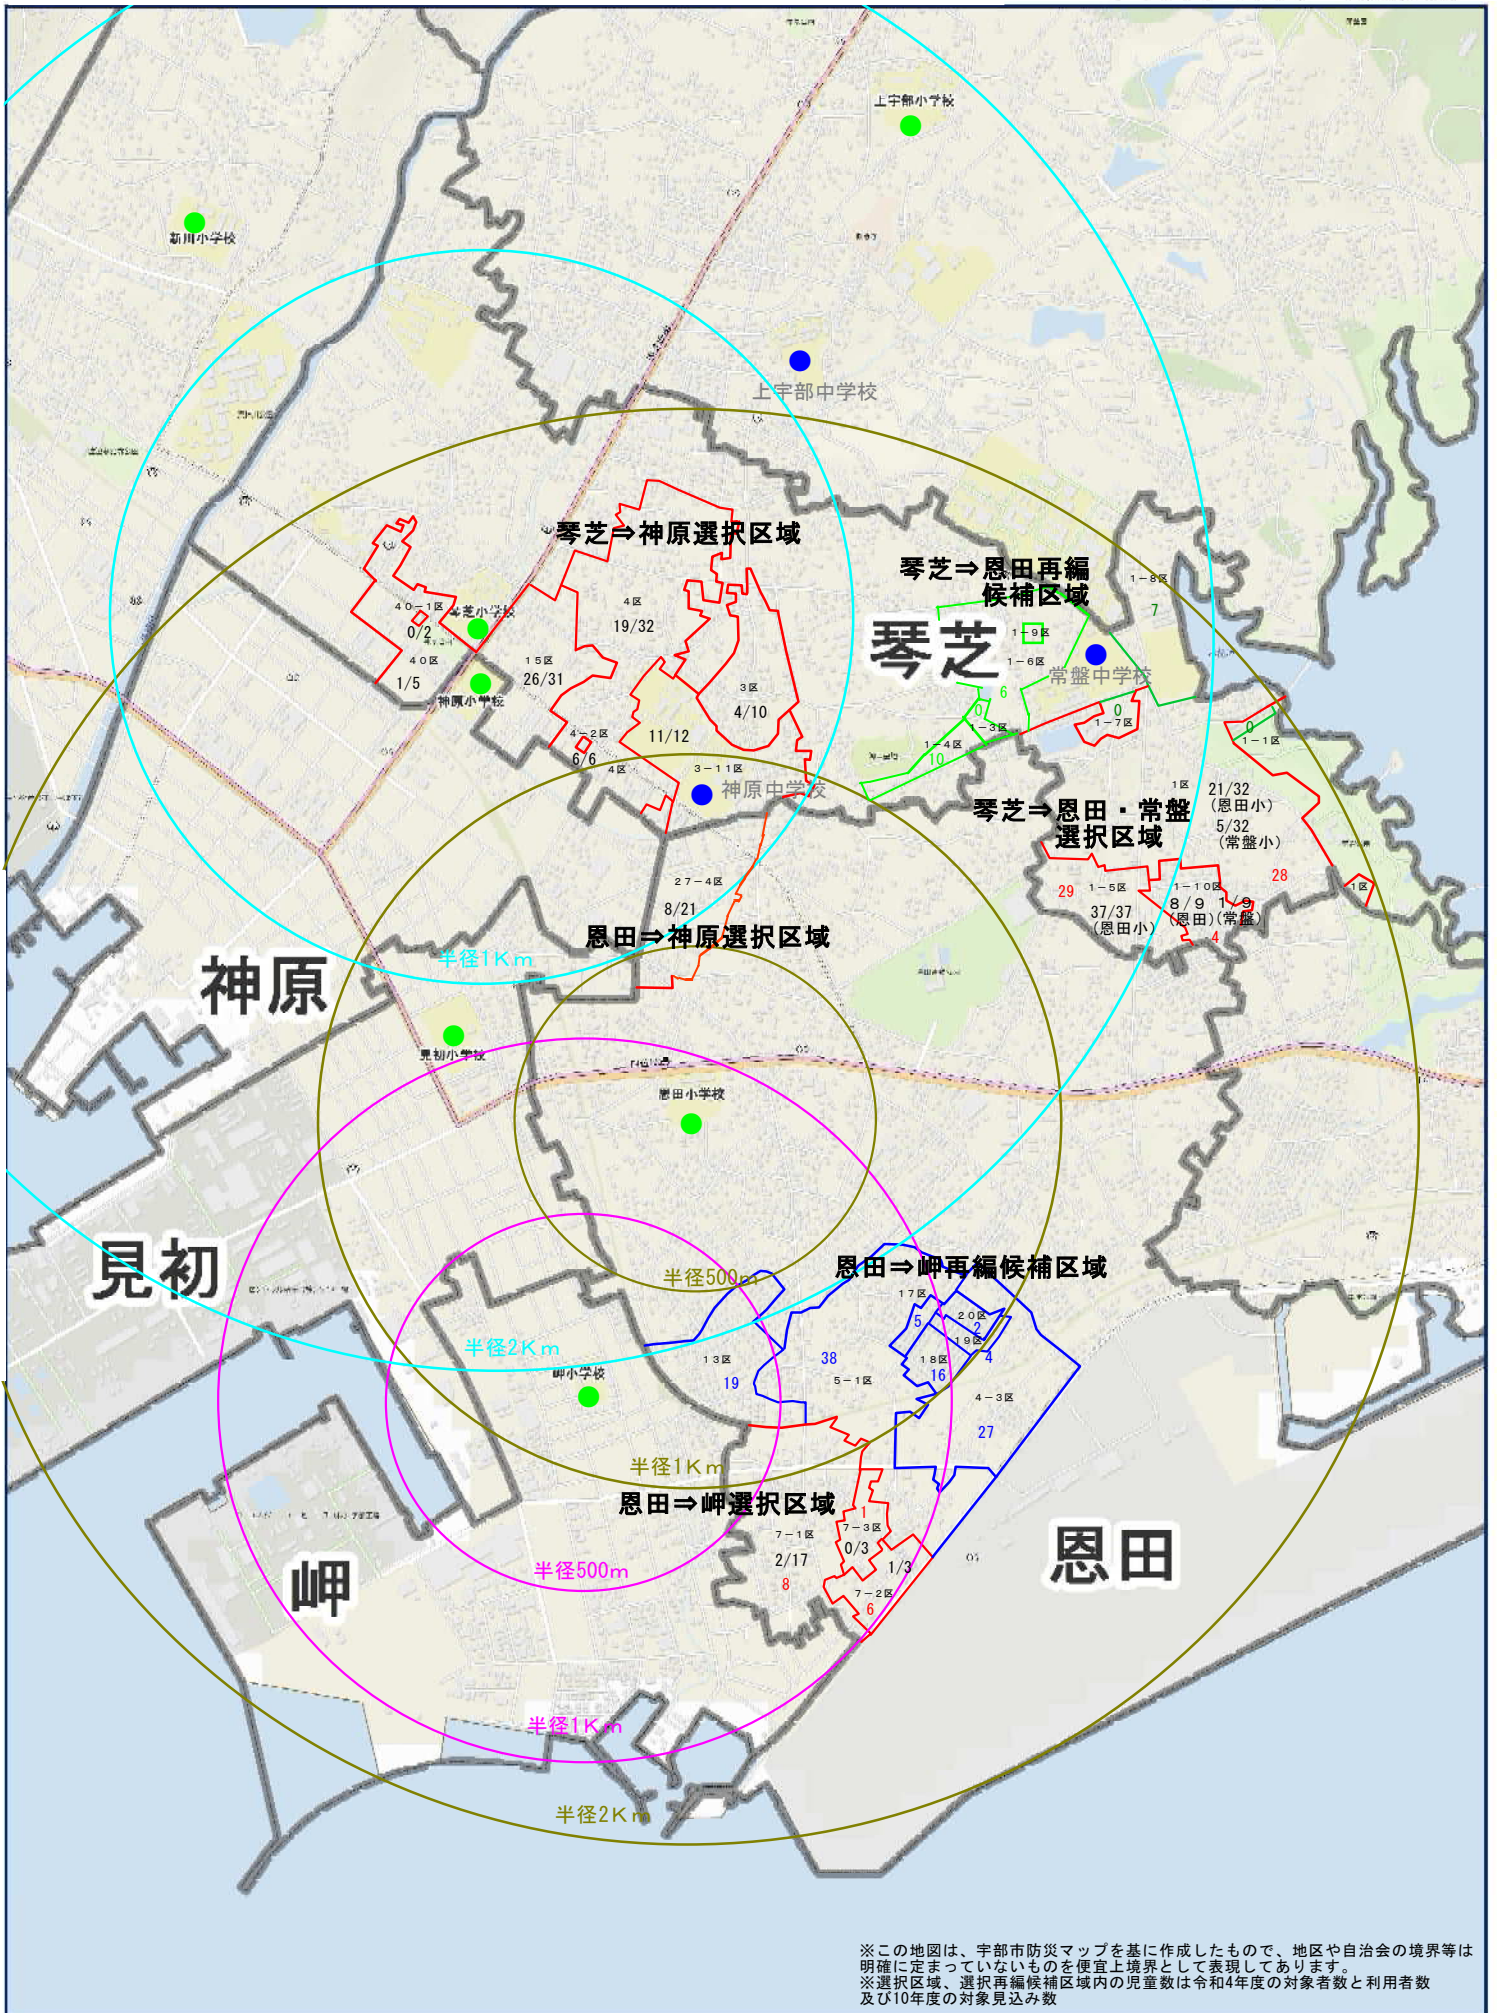 上宇部小学校
新川小学校
上宇部中学校
琴芝⇒神原選択区域
琴芝⇒恩田再編
候補区域
1-8区
7
琴芝
1-9区
1-6区
常盤中学校
6
0
1-3区
1-4区
10
0
1-7区
0
1-1区
40-1区
0/2
琴芝小学校
40区
1/5
神原小学校
15区
26/31
4区
19/32
3区
4/10
4-2区
6/6
4区
11/12
3-11区
神原中学校
琴芝⇒恩田・常盤
選択区域
1区
21/32
(恩田小)
5/32
(常盤小)
28
29
1-5区
37/37
(恩田小)
1-10区
8/9 1/9
(恩田)(常盤)
4
1区
27-4区
8/21
恩田⇒神原選択区域
半径1Km
神原
見初小学校
恩田小学校
見初
半径500m
半径2Km
恩田⇒岬再編候補区域
17区
5
20区
2
19区
4
18区
16
13区
19
38
5-1区
4-3区
27
岬小学校
半径1Km
恩田⇒岬選択区域
7-1区
2/17
8
1
7-3区
0/3
1/3
7-2区
6
半径500m
岬
恩田
半径1Km
半径2Km
※この地図は、宇部市防災マップを基に作成したもので、地区や自治会の境界等は
明確に定まっていないものを便宜上境界として表現してあります。
※選択区域、選択再編候補区域内の児童数は令和4年度の対象者数と利用者数
及び10年度の対象見込み数